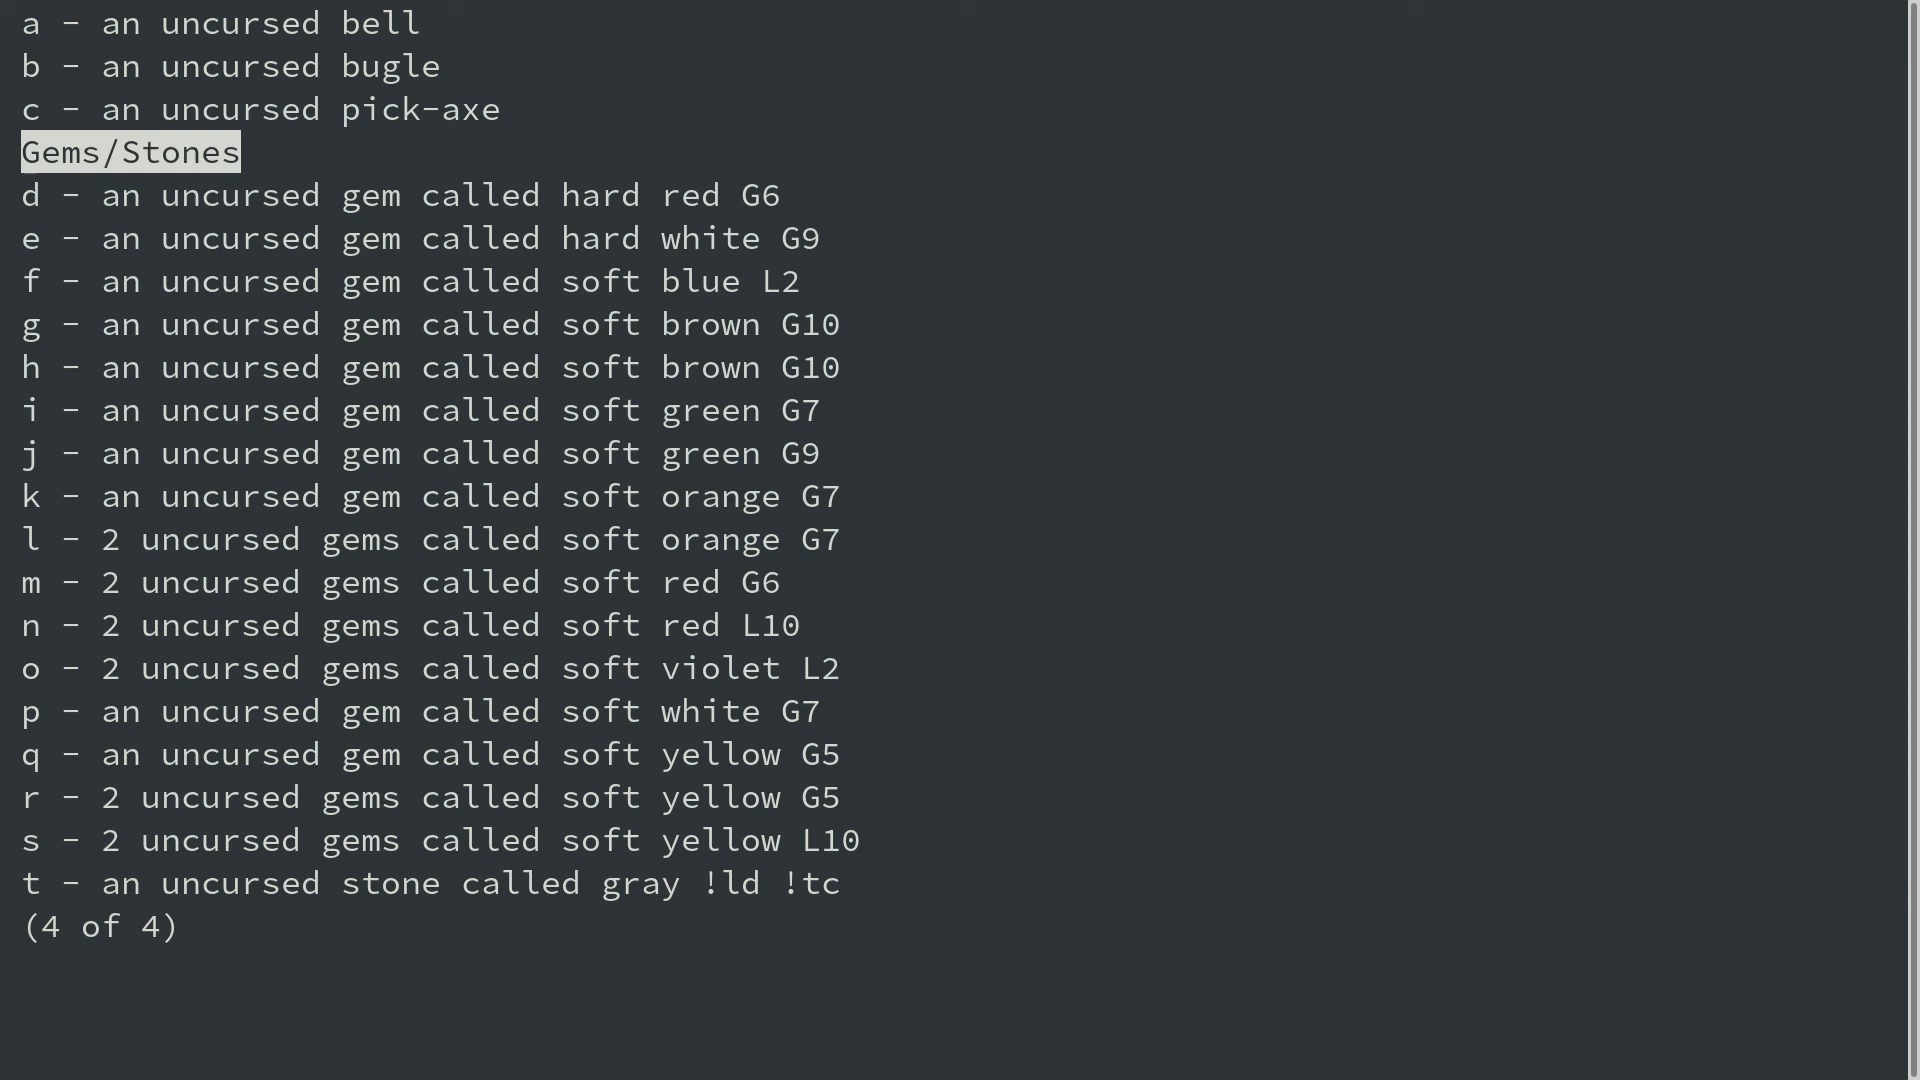 a - an uncursed bell
b - an uncursed bugle
c - an uncursed pick-axe
Gems/Stones
d - an uncursed gem called hard red G6
e - an uncursed gem called hard white G9
f - an uncursed gem called soft blue L2
g - an uncursed gem called soft brown G10
h - an uncursed gem called soft brown G10
i - an uncursed gem called soft green G7
j - an uncursed gem called soft green G9
k - an uncursed gem called soft orange G7
l - 2 uncursed gems called soft orange G7
m - 2 uncursed gems called soft red G6
n - 2 uncursed gems called soft red L10
o - 2 uncursed gems called soft violet L2
p - an uncursed gem called soft white G7
q - an uncursed gem called soft yellow G5
r - 2 uncursed gems called soft yellow G5
s - 2 uncursed gems called soft yellow L10
t - an uncursed stone called gray !ld !tc
(4 of 4)